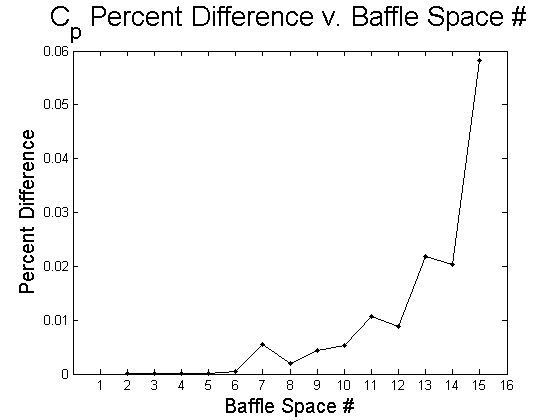 Cp Percent Difference v. Baffle Space #
0.06
0.05
0.04
0.03
0.02
0.01
0
Percent Difference
1 2 3 4 5 6 7 8 9 10 11 12 13 14 15 16
Baffle Space #